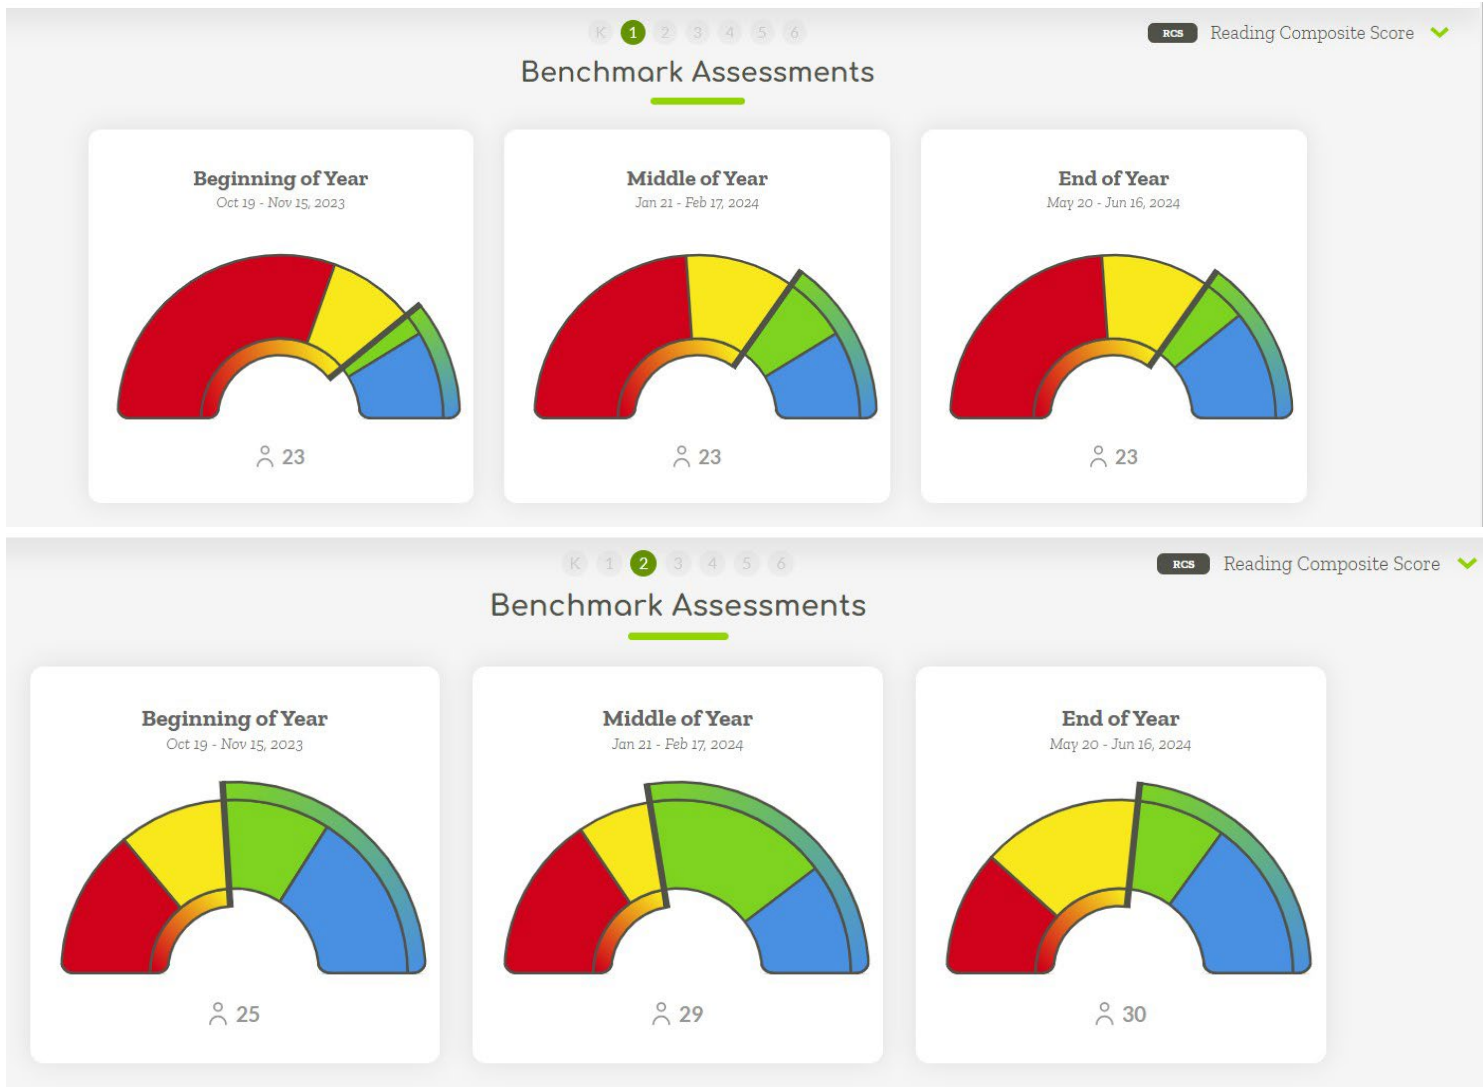 K 1 2 3 4 5 6
RCS Reading Composite Score
Benchmark Assessments
Beginning of Year
Oct 19 - Nov 15, 2023
23
Middle of Year
Jan 21 - Feb 17, 2024
23
End of Year
May 20 - Jun 16, 2024
23
K 1 2 3 4 5 6
RCS Reading Composite Score
Benchmark Assessments
Beginning of Year
Oct 19 - Nov 15, 2023
25
Middle of Year
Jan 21 - Feb 17, 2024
29
End of Year
May 20 - Jun 16, 2024
30